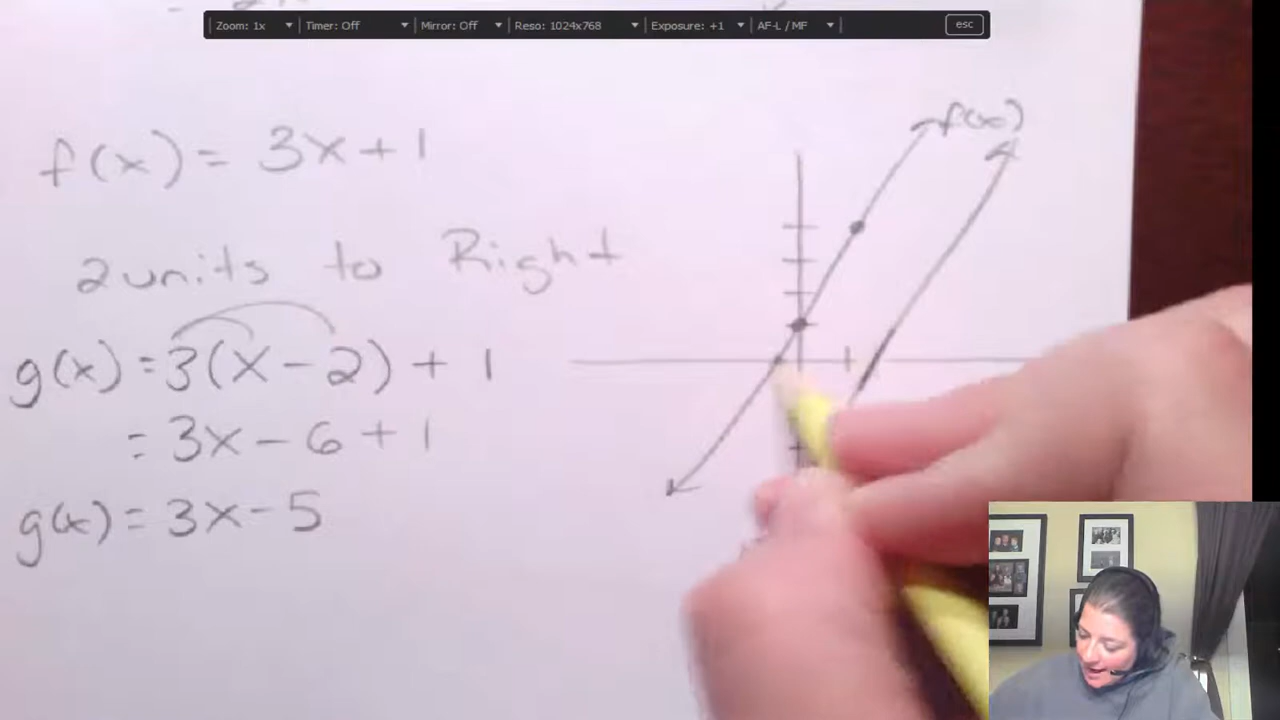 Zoom: 1x Timer: Off Mirror: Off Reso: 1024x768 Exposure: +1 AF-L / MF esc
f(x) = 3x + 1
f(x)
2 units to Right
g(x) = 3(x - 2) + 1
= 3x - 6 + 1
g(x) = 3x - 5